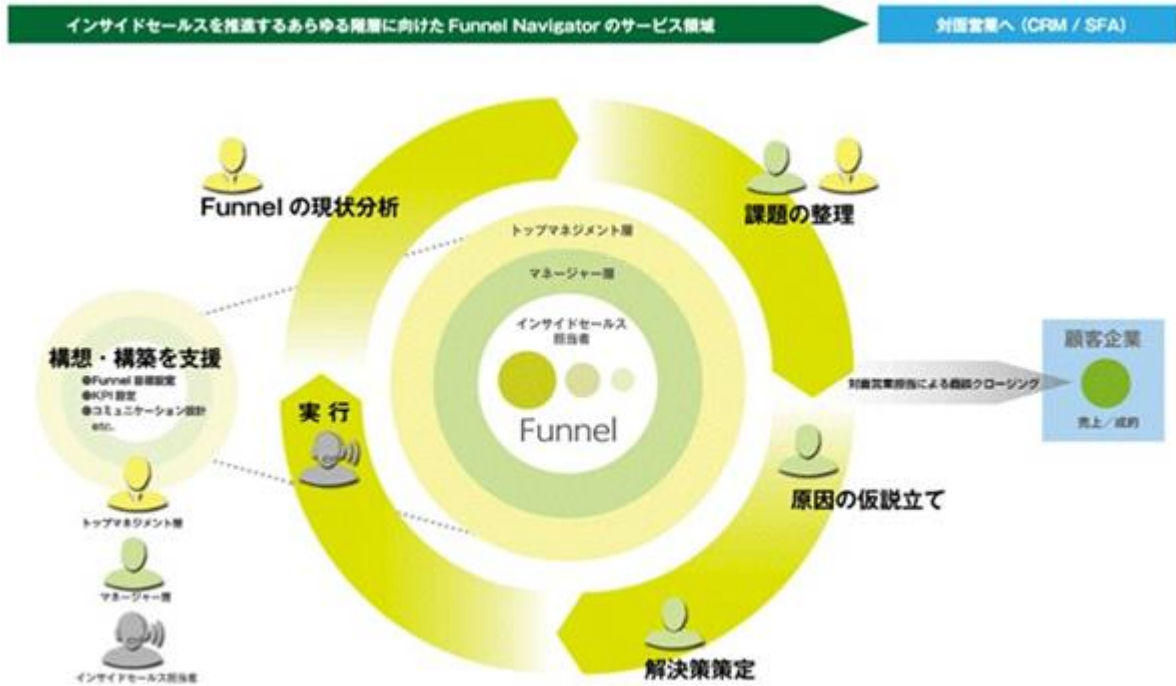 インサイドセールスを推進するあらゆる階層に向けた Funnel Navigator のサービス領域
対面営業へ (CRM / SFA)
Funnel の現状分析
課題の整理
トップマネジメント層
マネージャー層
インサイドセールス
担当者
Funnel
構想・構築を支援
●Funnel 目標設定
●KPI 設定
●コミュニケーション設計
etc.
実 行
対面営業担当による商談クロージング
顧客企業
売上／成約
原因の仮説立て
解決策策定
トップマネジメント層
マネージャー層
インサイドセールス担当者